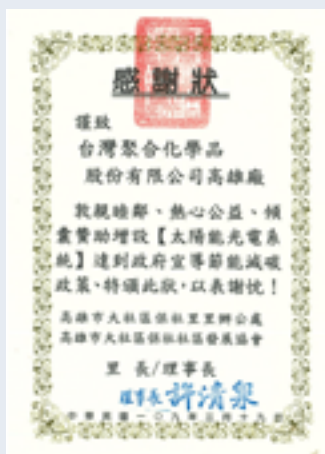 感謝狀
謹致
台灣聚合化學品
股份有限公司高雄廠
敦親睦鄰、熱心公益、傾
囊贊助增設【太陽能光電系
統】達到政府宣導節能減碳
政策、特頒此狀,以表謝忱!
高雄市大社區保社里里辦公處
高雄市大社區保社社區發展協會
里 長/理事長
理事長 許清泉